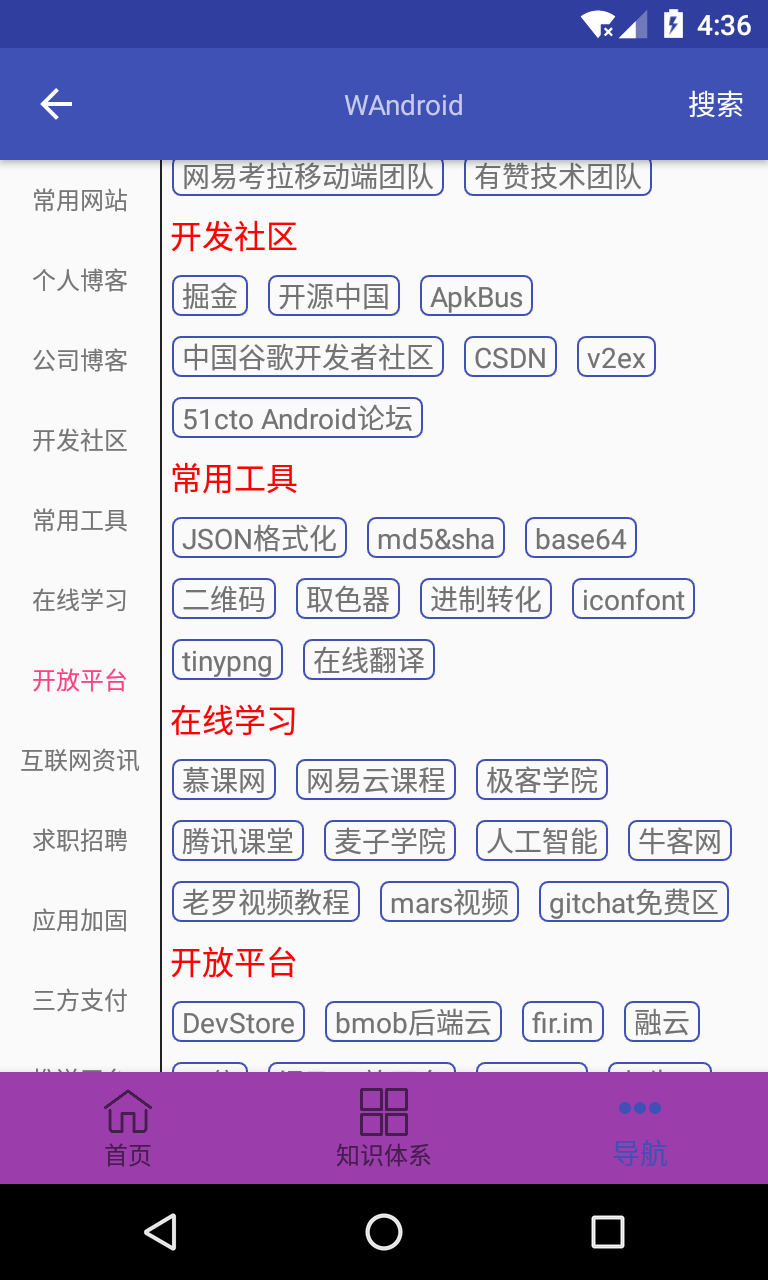 4:36
WAndroid
搜索
常用网站
个人博客
公司博客
开发社区
常用工具
在线学习
开放平台
互联网资讯
求职招聘
应用加固
三方支付
网易考拉移动端团队 有赞技术团队
开发社区
掘金 开源中国 ApkBus
中国谷歌开发者社区 CSDN v2ex
51cto Android论坛
常用工具
JSON格式化 md5&sha base64
二维码 取色器 进制转化 iconfont
tinypng 在线翻译
在线学习
慕课网 网易云课程 极客学院
腾讯课堂 麦子学院 人工智能 牛客网
老罗视频教程 mars视频 gitchat免费区
开放平台
DevStore bmob后端云 fir.im 融云
首页 知识体系 导航